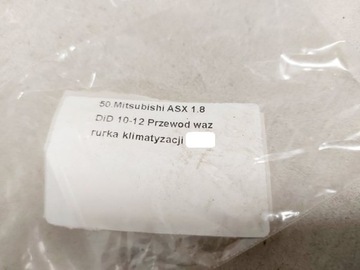 50.Mitsubishi ASX 1.8
DiD 10-12 Przewod waz
rurka klimatyzacji